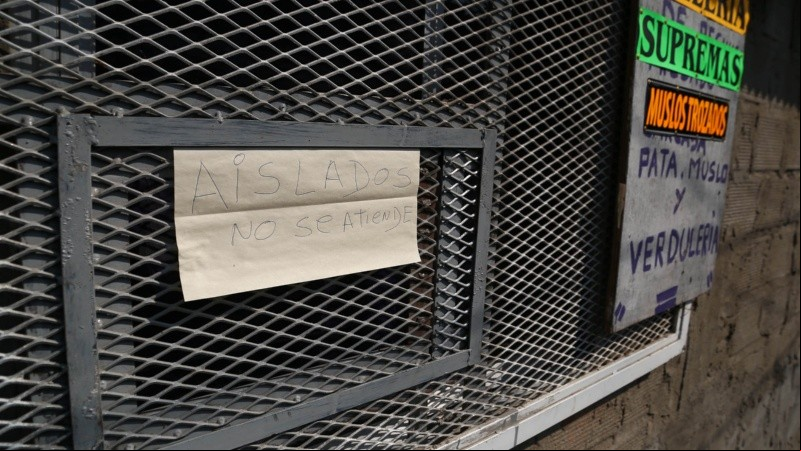 AiSLADOS
NO Se ATieNDE
SUPREMAS
MUSLOS TROZADOS
PATA, MUSLO
Y
VERDULERIA